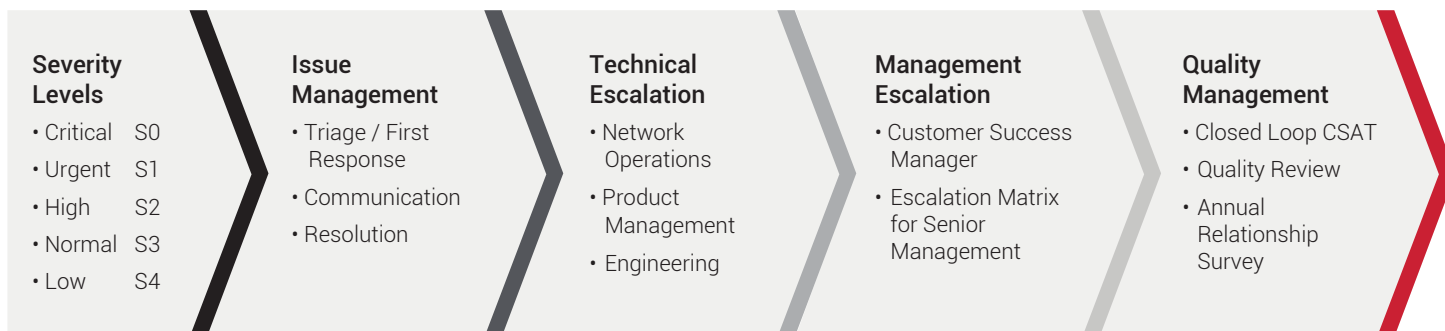 Severity
Levels
• Critical S0
• Urgent S1
• High S2
• Normal S3
• Low S4
Issue
Management
• Triage / First
Response
• Communication
• Resolution
Technical
Escalation
• Network
Operations
• Product
Management
• Engineering
Management
Escalation
• Customer Success
Manager
• Escalation Matrix
for Senior
Management
Quality
Management
• Closed Loop CSAT
• Quality Review
• Annual
Relationship
Survey